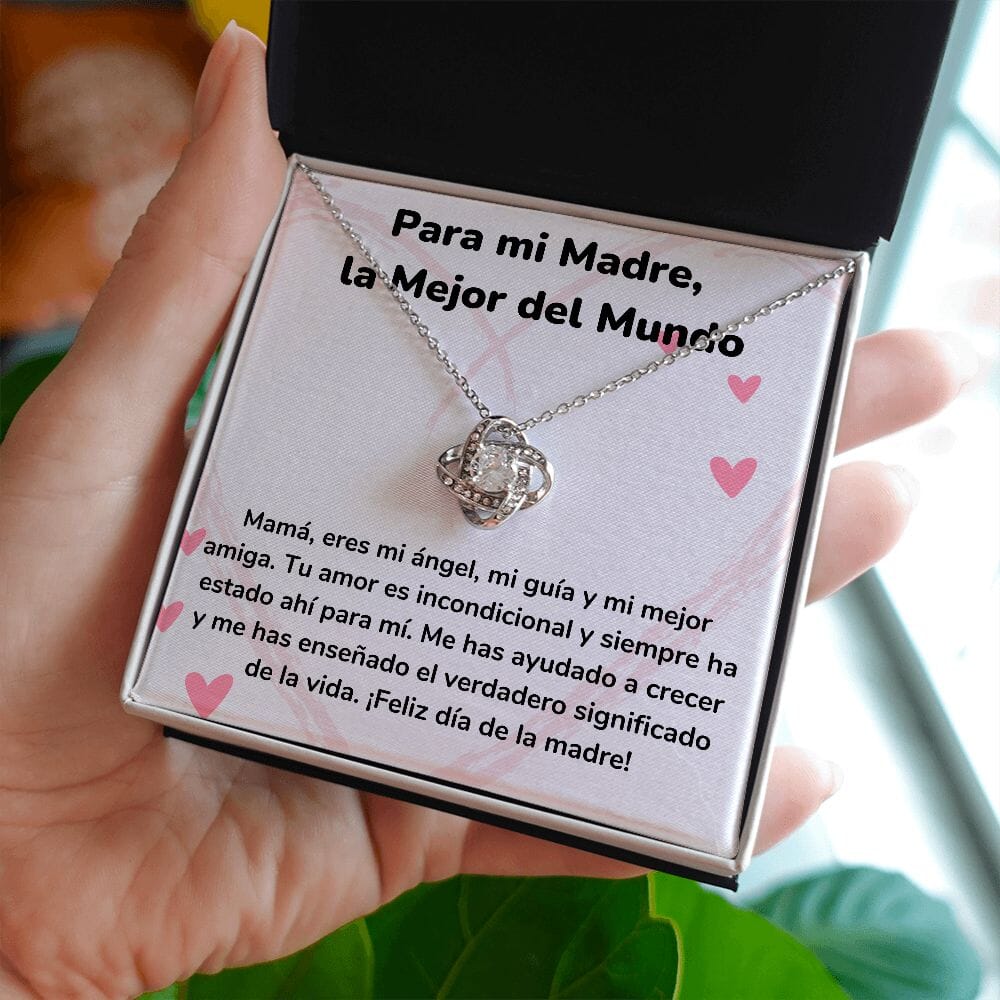 Para mi Madre,
la Mejor del Mundo
Mamá, eres mi ángel, mi guía y mi mejor
amiga. Tu amor es incondicional y siempre ha
estado ahí para mí. Me has ayudado a crecer
y me has enseñado el verdadero significado
de la vida. ¡Feliz día de la madre!